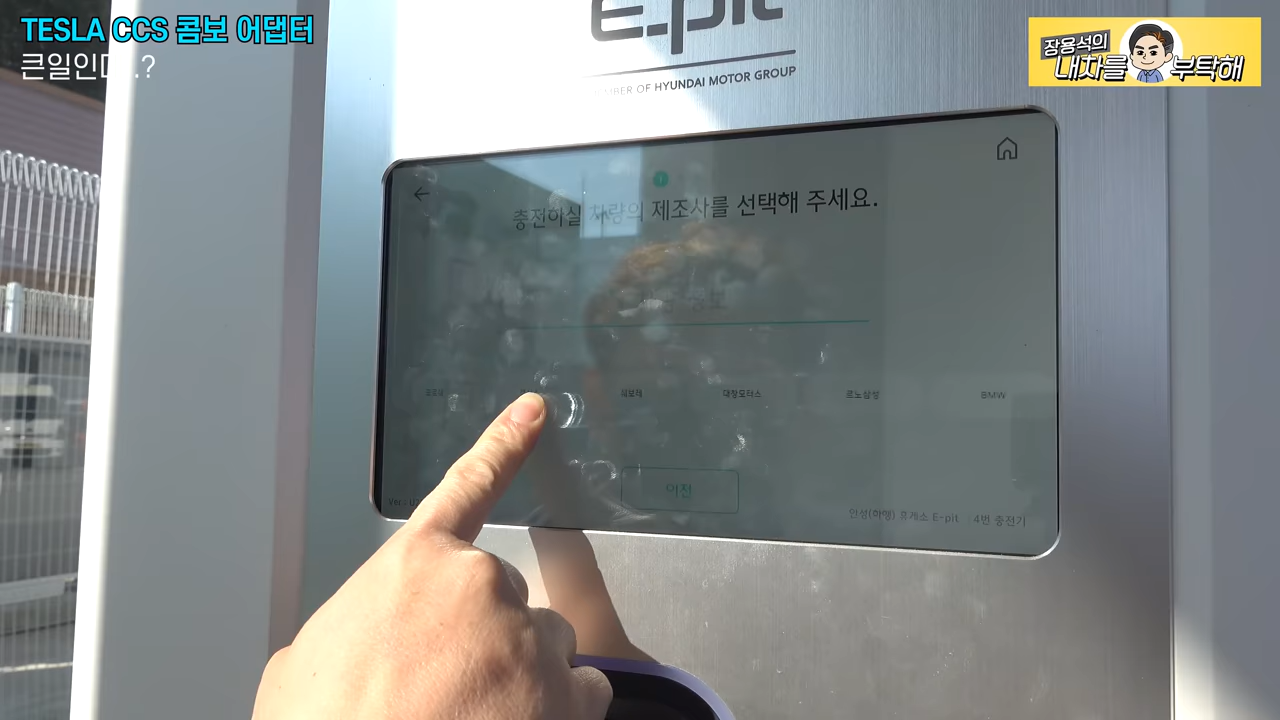 TESLA CCS 콤보 어댑터
큰일인데..?
장용석의
내차를 부탁해
E-pit
MEMBER OF HYUNDAI MOTOR GROUP
충전하실 차량의 제조사를 선택해 주세요.
쉐보레 대창모터스 르노삼성 BMW
이전
안성(하행) 휴게소 E-pit 4번 충전기